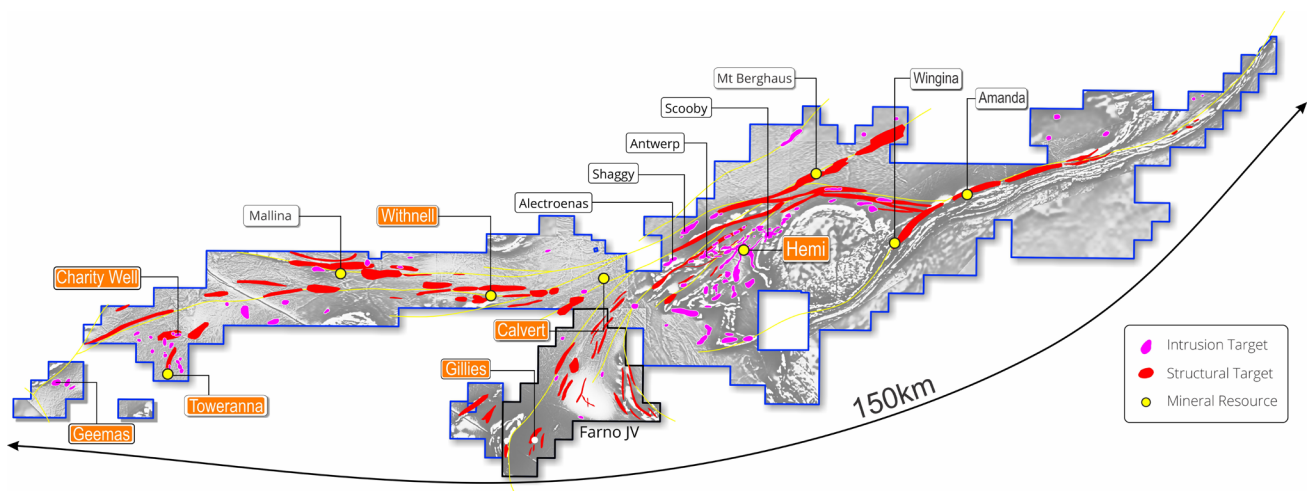 Mt Berghaus
Wingina
Scooby
Amanda
Antwerp
Shaggy
Alectroenas
Mallina
Withnell
Hemi
Charity Well
Calvert
Gillies
Toweranna
Geemas
Farno JV
150km
Intrusion Target
Structural Target
Mineral Resource